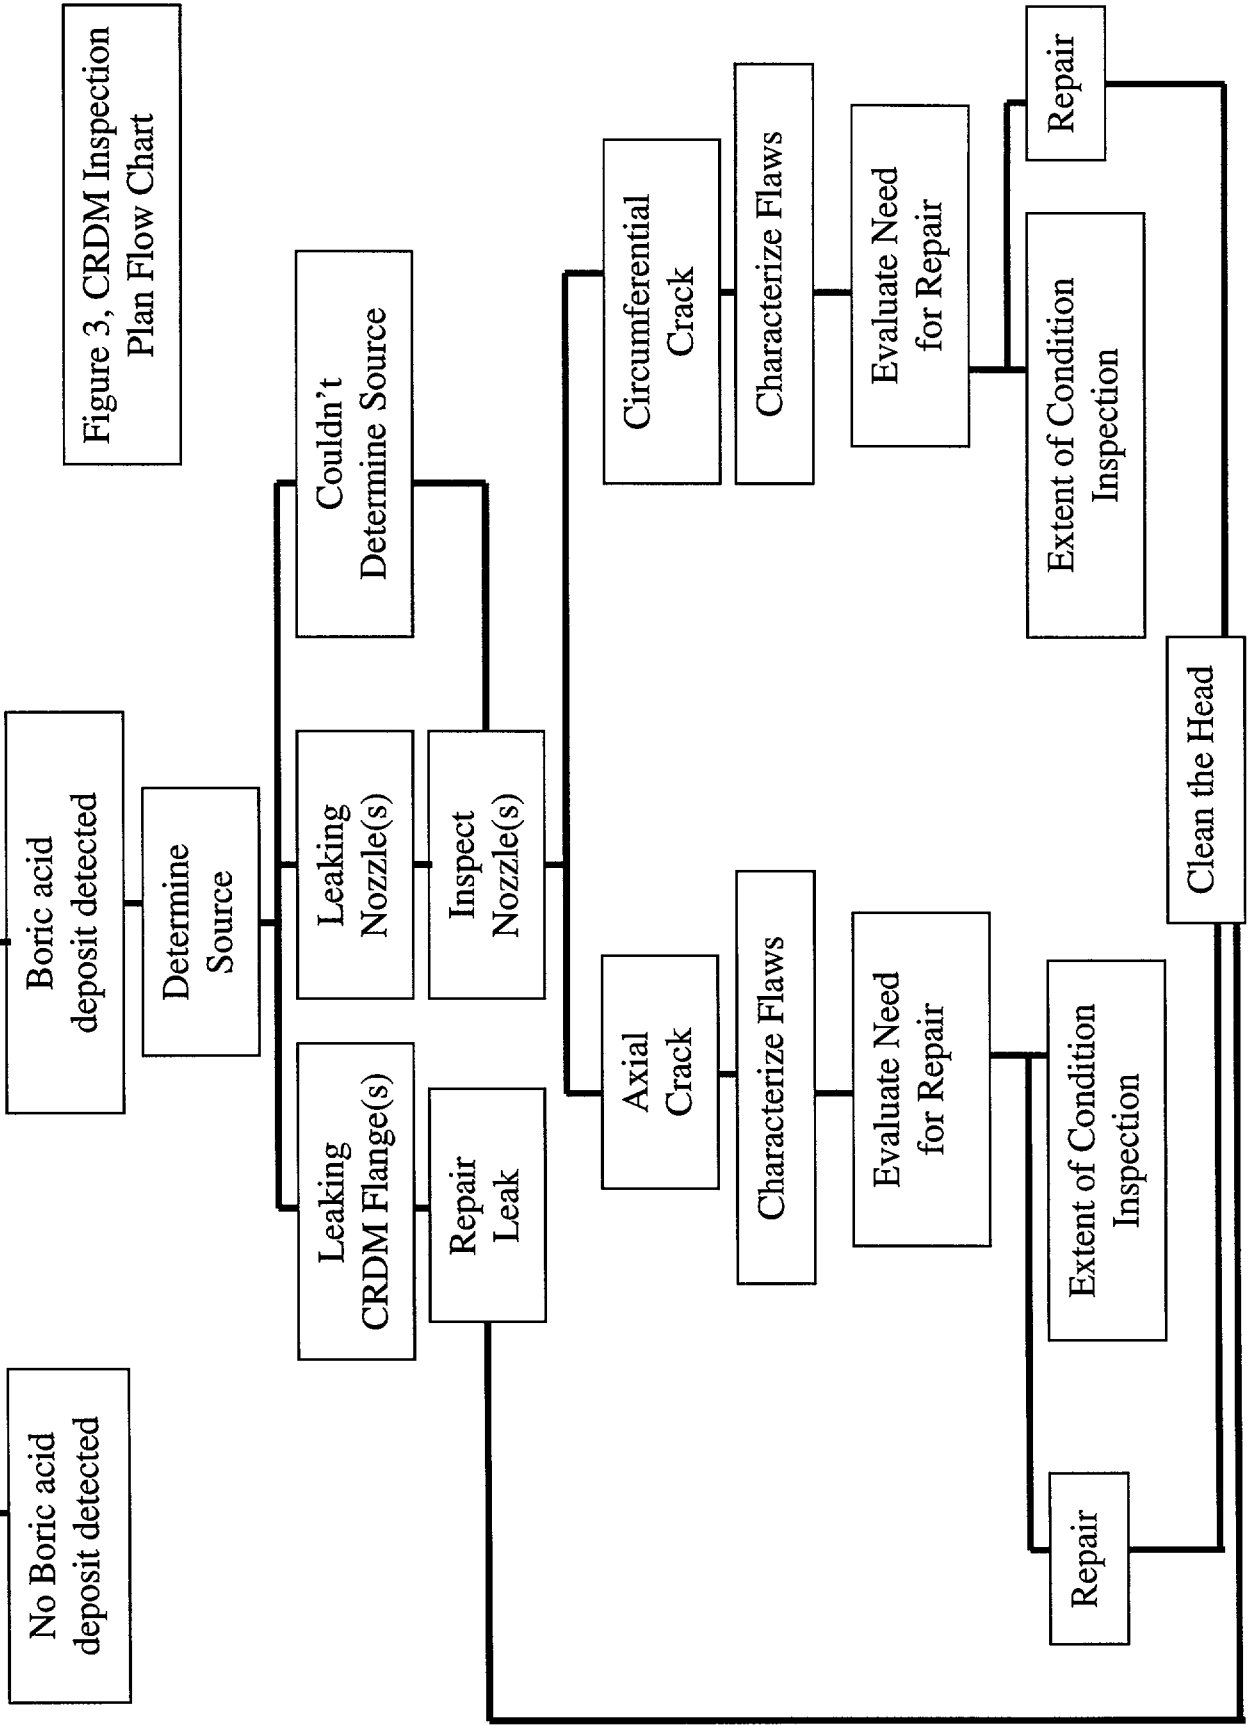 No Boric acid
deposit detected
Boric acid
deposit detected
Figure 3, CRDM Inspection
Plan Flow Chart
Determine
Source
Leaking
CRDM Flange(s)
Leaking
Nozzle(s)
Couldn't
Determine Source
Repair
Leak
Inspect
Nozzle(s)
Axial
Crack
Circumferential
Crack
Characterize Flaws
Characterize Flaws
Evaluate Need
for Repair
Evaluate Need
for Repair
Repair
Extent of Condition
Inspection
Extent of Condition
Inspection
Repair
Clean the Head